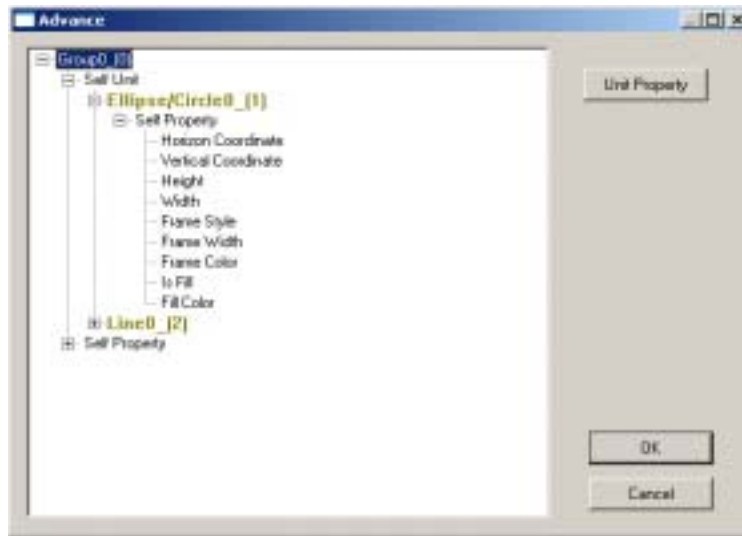 Advance
Group0_(0)
Self Unit
Ellipse/Circle0_(1)
Self Property
Horizon Coordinate
Vertical Coordinate
Height
Width
Frame Style
Frame Width
Frame Color
Is Fill
Fill Color
Line0_(2)
Self Property
Unit Property
OK
Cancel